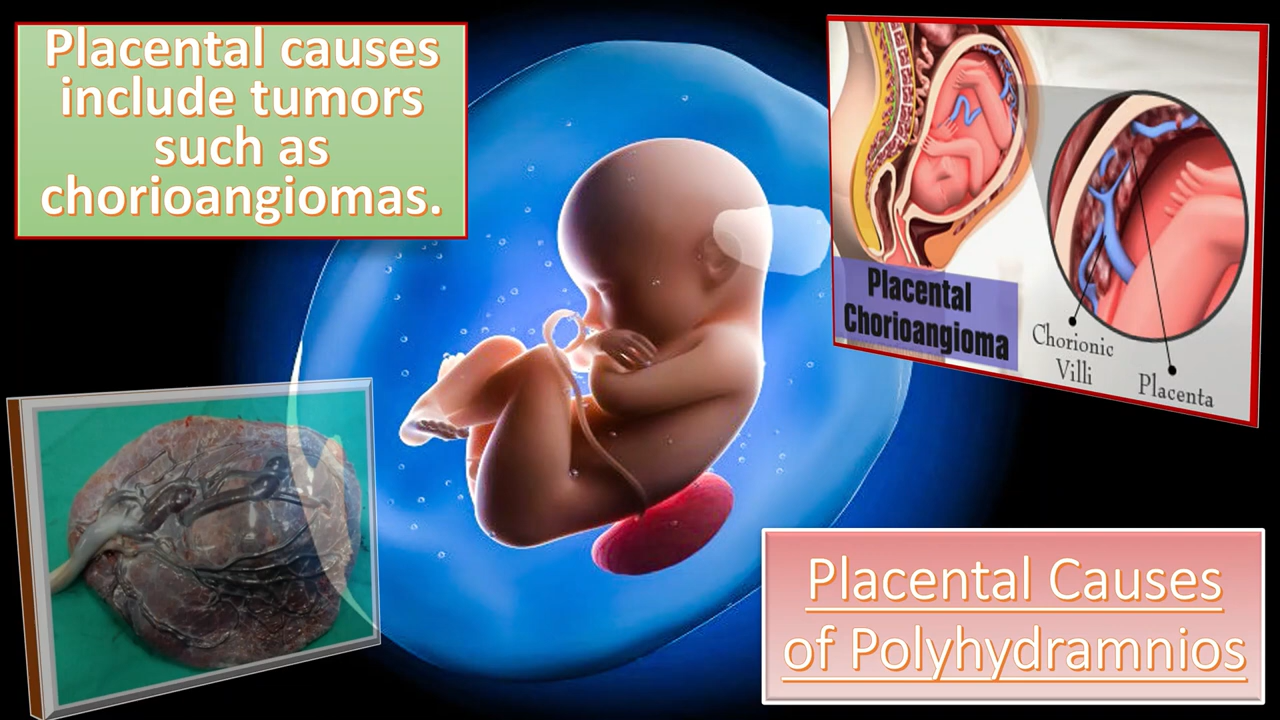 Placental causes
include tumors
such as
chorioangiomas.
Placental
Chorioangioma
Chorionic
Villi
Placenta
Placental Causes
of Polyhydramnios